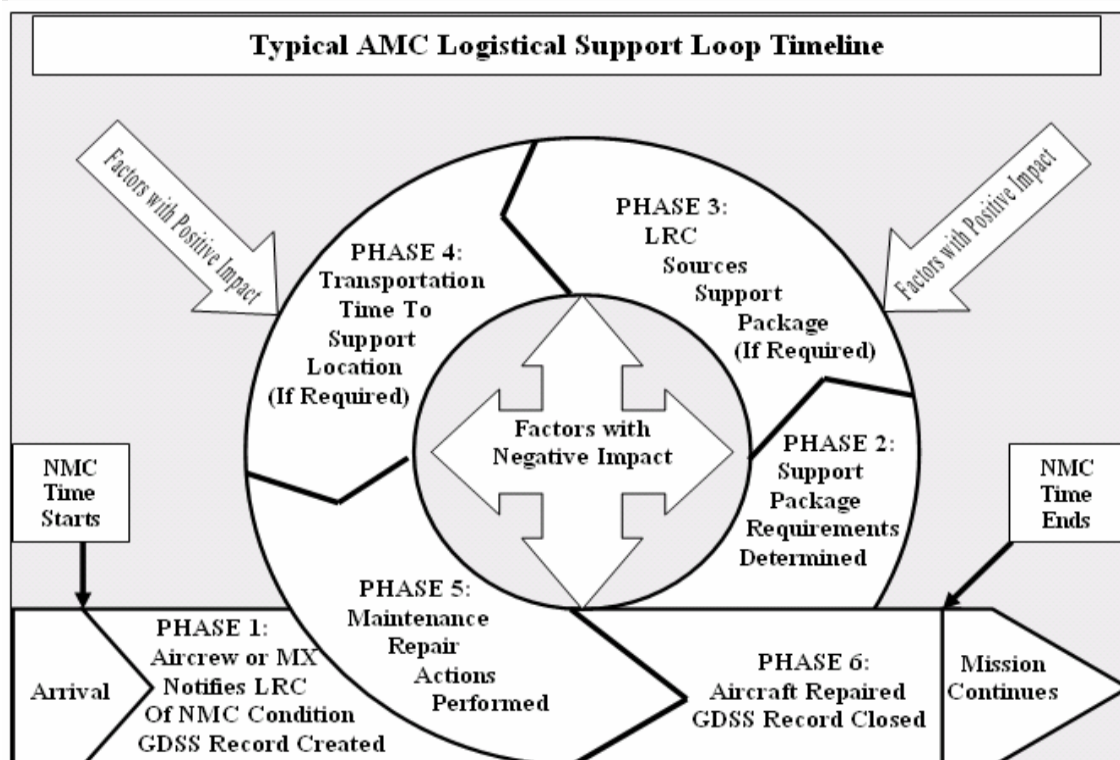 Typical AMC Logistical Support Loop Timeline
Factors with Positive Impact
Factors with Positive Impact
PHASE 3:
LRC
Sources
Support
Package
(If Required)
PHASE 4:
Transportation
Time To
Support
Location
(If Required)
Factors with
Negative Impact
PHASE 2:
Support
Package
Requirements
Determined
NMC
Time
Starts
NMC
Time
Ends
PHASE 5:
Maintenance
Repair
Actions
Performed
Arrival
PHASE 1:
Aircrew or MX
Notifies LRC
Of NMC Condition
GDSS Record Created
PHASE 6:
Aircraft Repaired
GDSS Record Closed
Mission
Continues